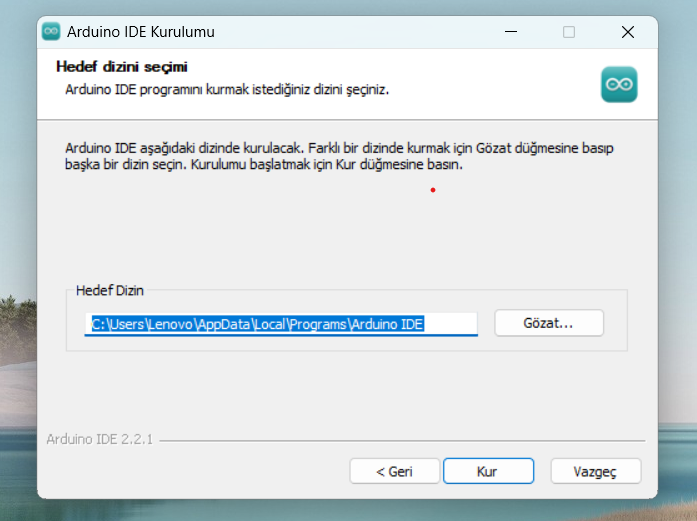 Arduino IDE Kurulumu
Hedef dizini seçimi
Arduino IDE programını kurmak istediğiniz dizini şeçiniz.
Arduino IDE aşağıdaki dizinde kurulacak. Farklı bir dizinde kurmak için Gözat düğmesine basıp
başka bir dizin seçin. Kurulumu başlatmak için Kur düğmesine basın.
Hedef Dizin
C:\Users\Lenovo\AppData\Local\Programs\Arduino IDE
Gözat...
Arduino IDE 2.2.1
< Geri
Kur
Vazgeç